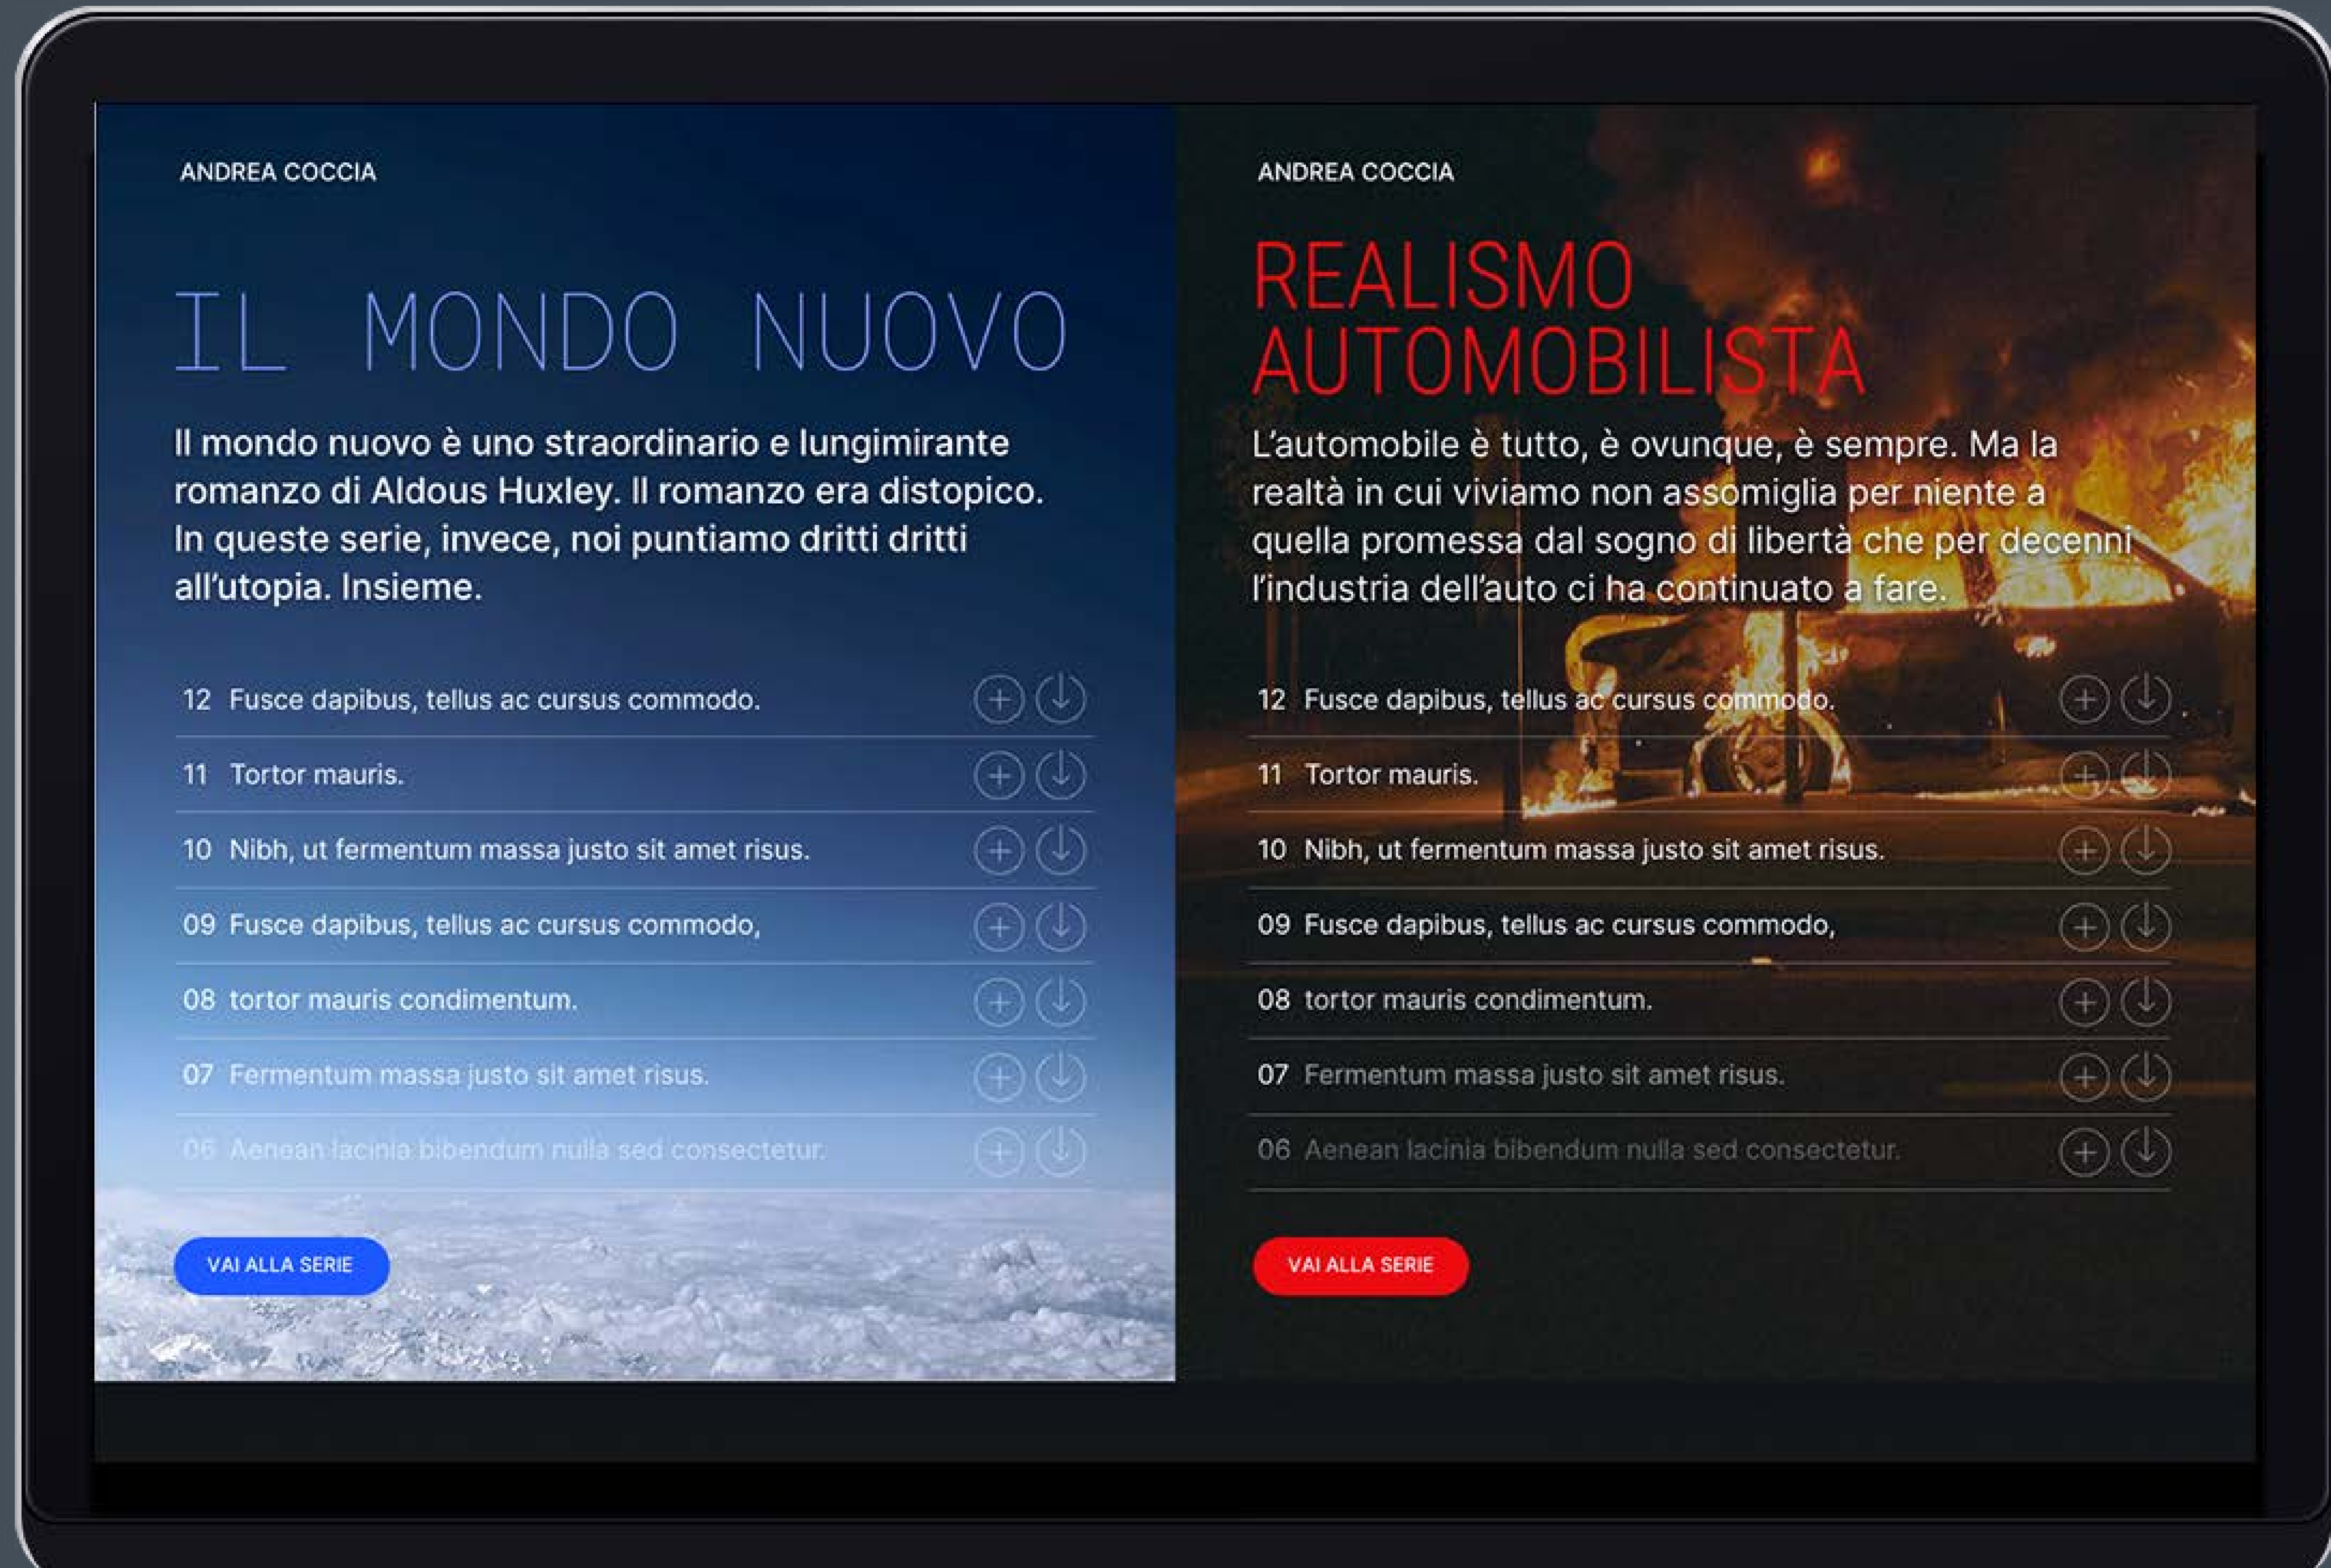 ANDREA COCCIA
IL MONDO NUOVO
Il mondo nuovo è uno straordinario e lungimirante
romanzo di Aldous Huxley. Il romanzo era distopico.
In queste serie, invece, noi puntiamo dritti dritti
all'utopia. Insieme.
12 Fusce dapibus, tellus ac cursus commodo.
11 Tortor mauris.
10 Nibh, ut fermentum massa justo sit amet risus.
09 Fusce dapibus, tellus ac cursus commodo,
08 tortor mauris condimentum.
07 Fermentum massa justo sit amet risus.
06 Aenean lacinia bibendum nulla sed consectetur.
VAI ALLA SERIE
ANDREA COCCIA
REALISMO
AUTOMOBILISTA
L'automobile è tutto, è ovunque, è sempre. Ma la
realtà in cui viviamo non assomiglia per niente a
quella promessa dal sogno di libertà che per decenni
l'industria dell'auto ci ha continuato a fare.
12 Fusce dapibus, tellus ac cursus commodo.
11 Tortor mauris.
10 Nibh, ut fermentum massa justo sit amet risus.
09 Fusce dapibus, tellus ac cursus commodo,
08 tortor mauris condimentum.
07 Fermentum massa justo sit amet risus.
06 Aenean lacinia bibendum nulla sed consectetur.
VAI ALLA SERIE